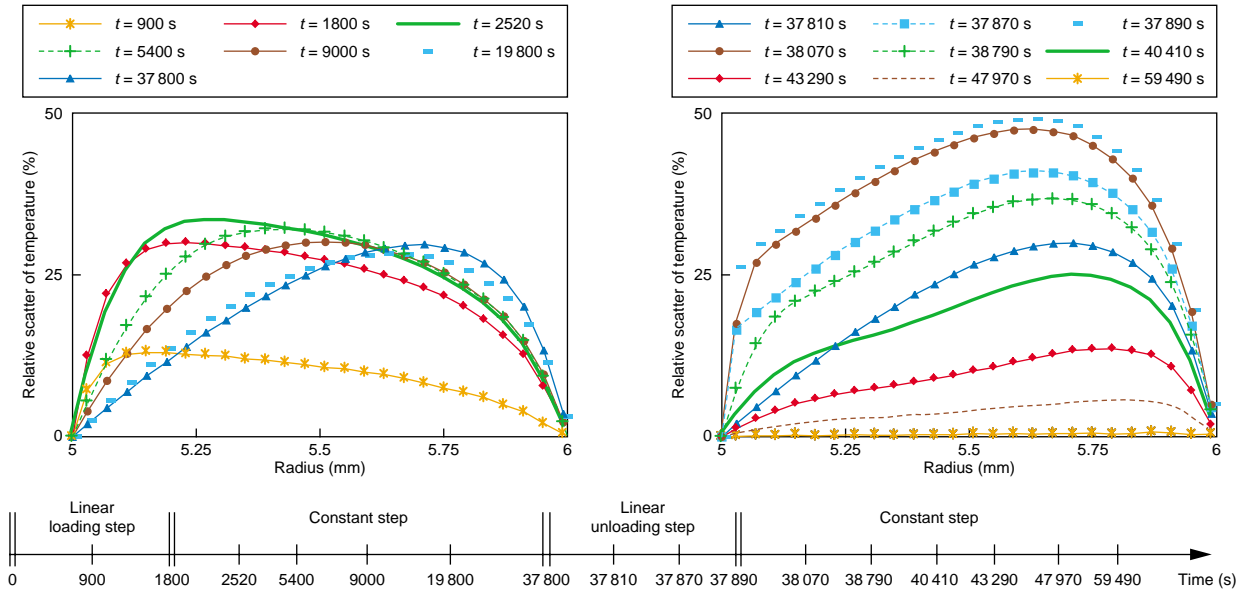 t = 900 s
t = 1800 s
t = 2520 s
t = 5400 s
t = 9000 s
t = 19 800 s
t = 37 800 s
t = 37 810 s
t = 37 870 s
t = 37 890 s
t = 38 070 s
t = 38 790 s
t = 40 410 s
t = 43 290 s
t = 47 970 s
t = 59 490 s
Relative scatter of temperature (%)
50
25
0
5
5.25
5.5
5.75
6
Radius (mm)
Relative scatter of temperature (%)
50
25
0
5
5.25
5.5
5.75
6
Radius (mm)
Linear
loading step
Constant step
Linear
unloading step
Constant step
0 900 1800 2520 5400 9000 19 800 37 800 37 810 37 870 37 890 38 070 38 790 40 410 43 290 47 970 59 490 Time (s)